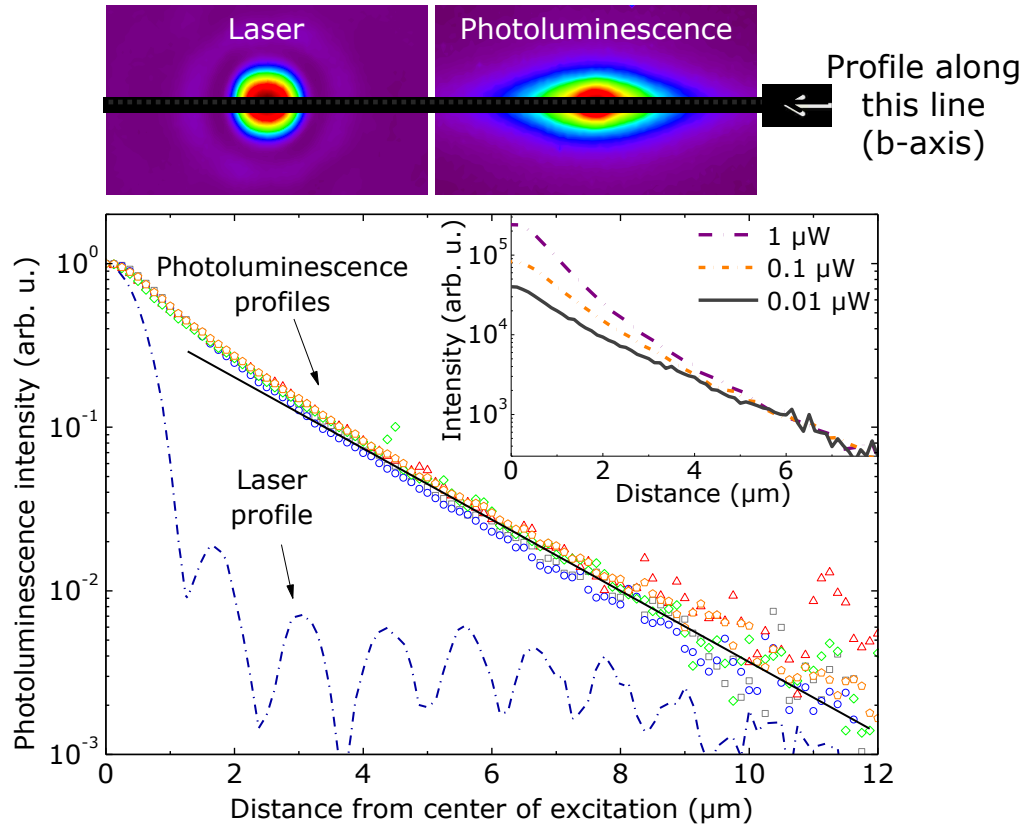 Laser
Photoluminescence
Profile along
this line
(b-axis)
Photoluminescence intensity (arb. u.)
10⁰
10⁻¹
10⁻²
10⁻³
Photoluminescence
profiles
Laser
profile
Intensity (arb. u.)
10⁵
10⁴
10³
1 µW
0.1 µW
0.01 µW
0 2 4 6
Distance (µm)
0 2 4 6 8 10 12
Distance from center of excitation (µm)